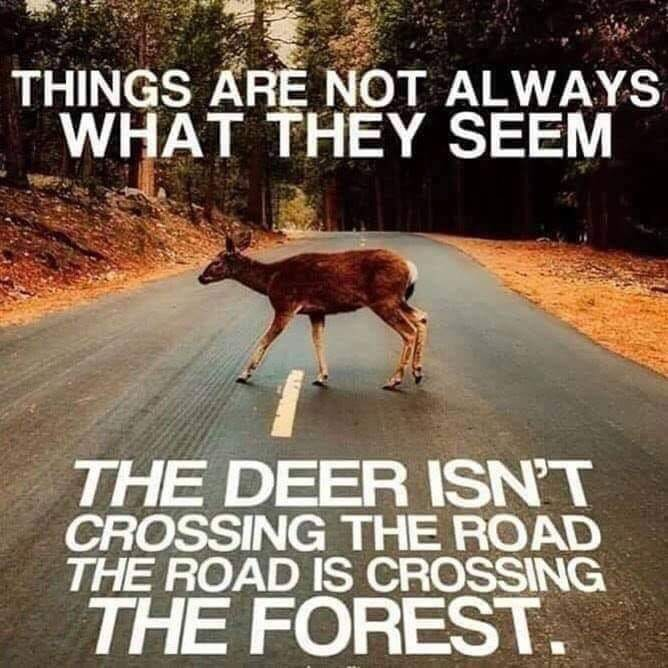 THINGS ARE NOT ALWAYS
WHAT THEY SEEM
THE DEER ISN'T
CROSSING THE ROAD
THE ROAD IS CROSSING
THE FOREST.